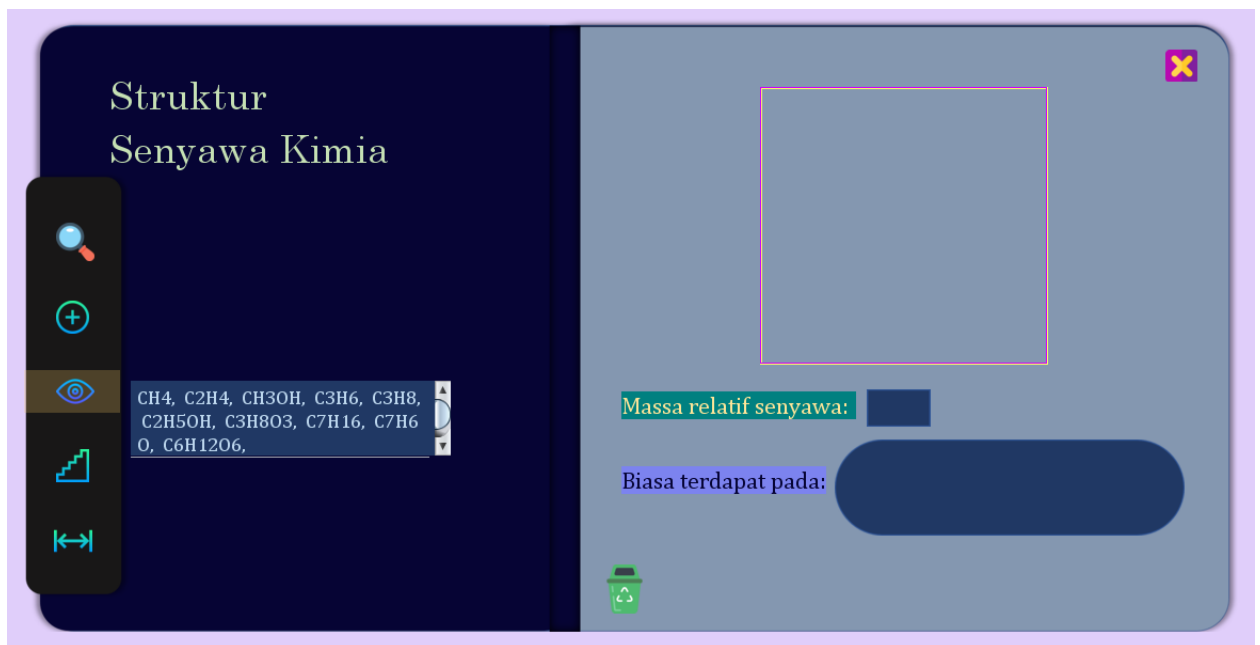 Struktur
Senyawa Kimia
CH4, C2H4, CH3OH, C3H6, C3H8,
C2H5OH, C3H8O3, C7H16, C7H6
O, C6H12O6,
Massa relatif senyawa:
Biasa terdapat pada: